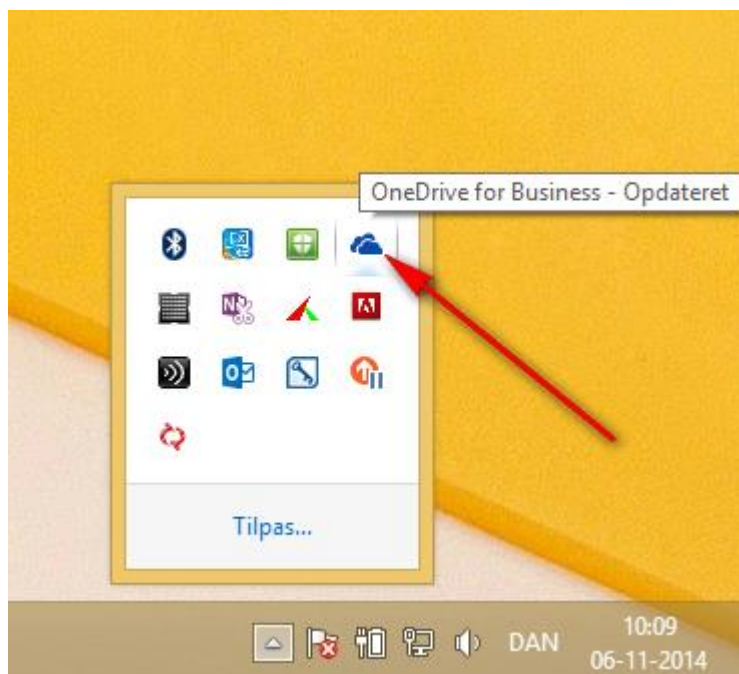 OneDrive for Business - Opdateret
Tilpas...
DAN
10:09
06-11-2014